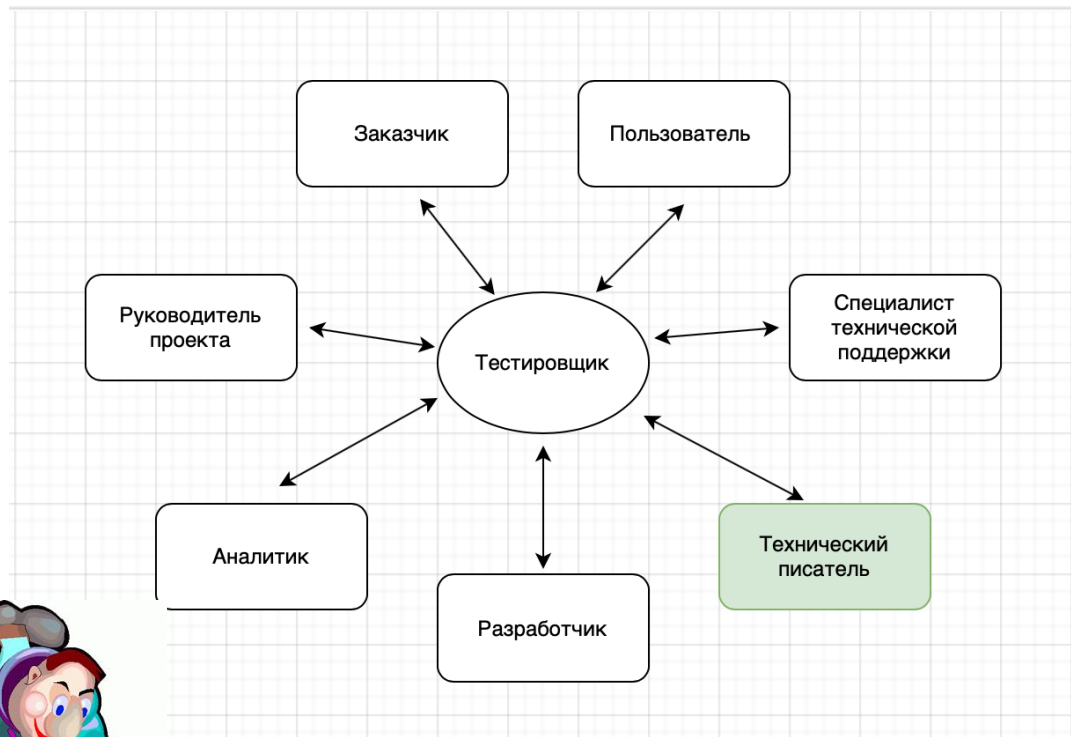 Заказчик
Пользователь
Руководитель
проекта
Специалист
технической
поддержки
Тестировщик
Аналитик
Технический
писатель
Разработчик